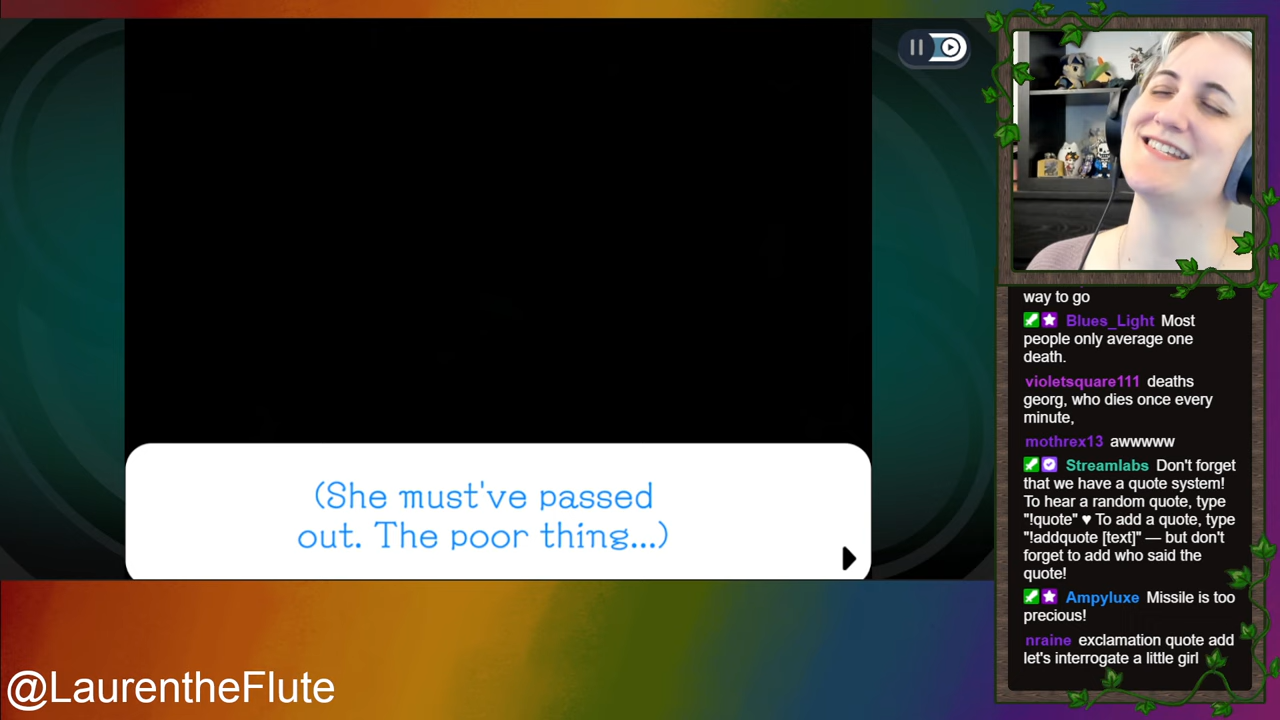 (She must've passed
out. The poor thing...)
@LaurentheFlute
way to go
Blues_Light Most
people only average one
death.
violetsquare111 deaths
georg, who dies once every
minute,
mothrex13 awwwww
Streamlabs Don't forget
that we have a quote system!
To hear a random quote, type
"!quote" ♥ To add a quote, type
"!addquote [text]" — but don't
forget to add who said the
quote!
Ampyluxe Missile is too
precious!
nraine exclamation quote add
let's interrogate a little girl